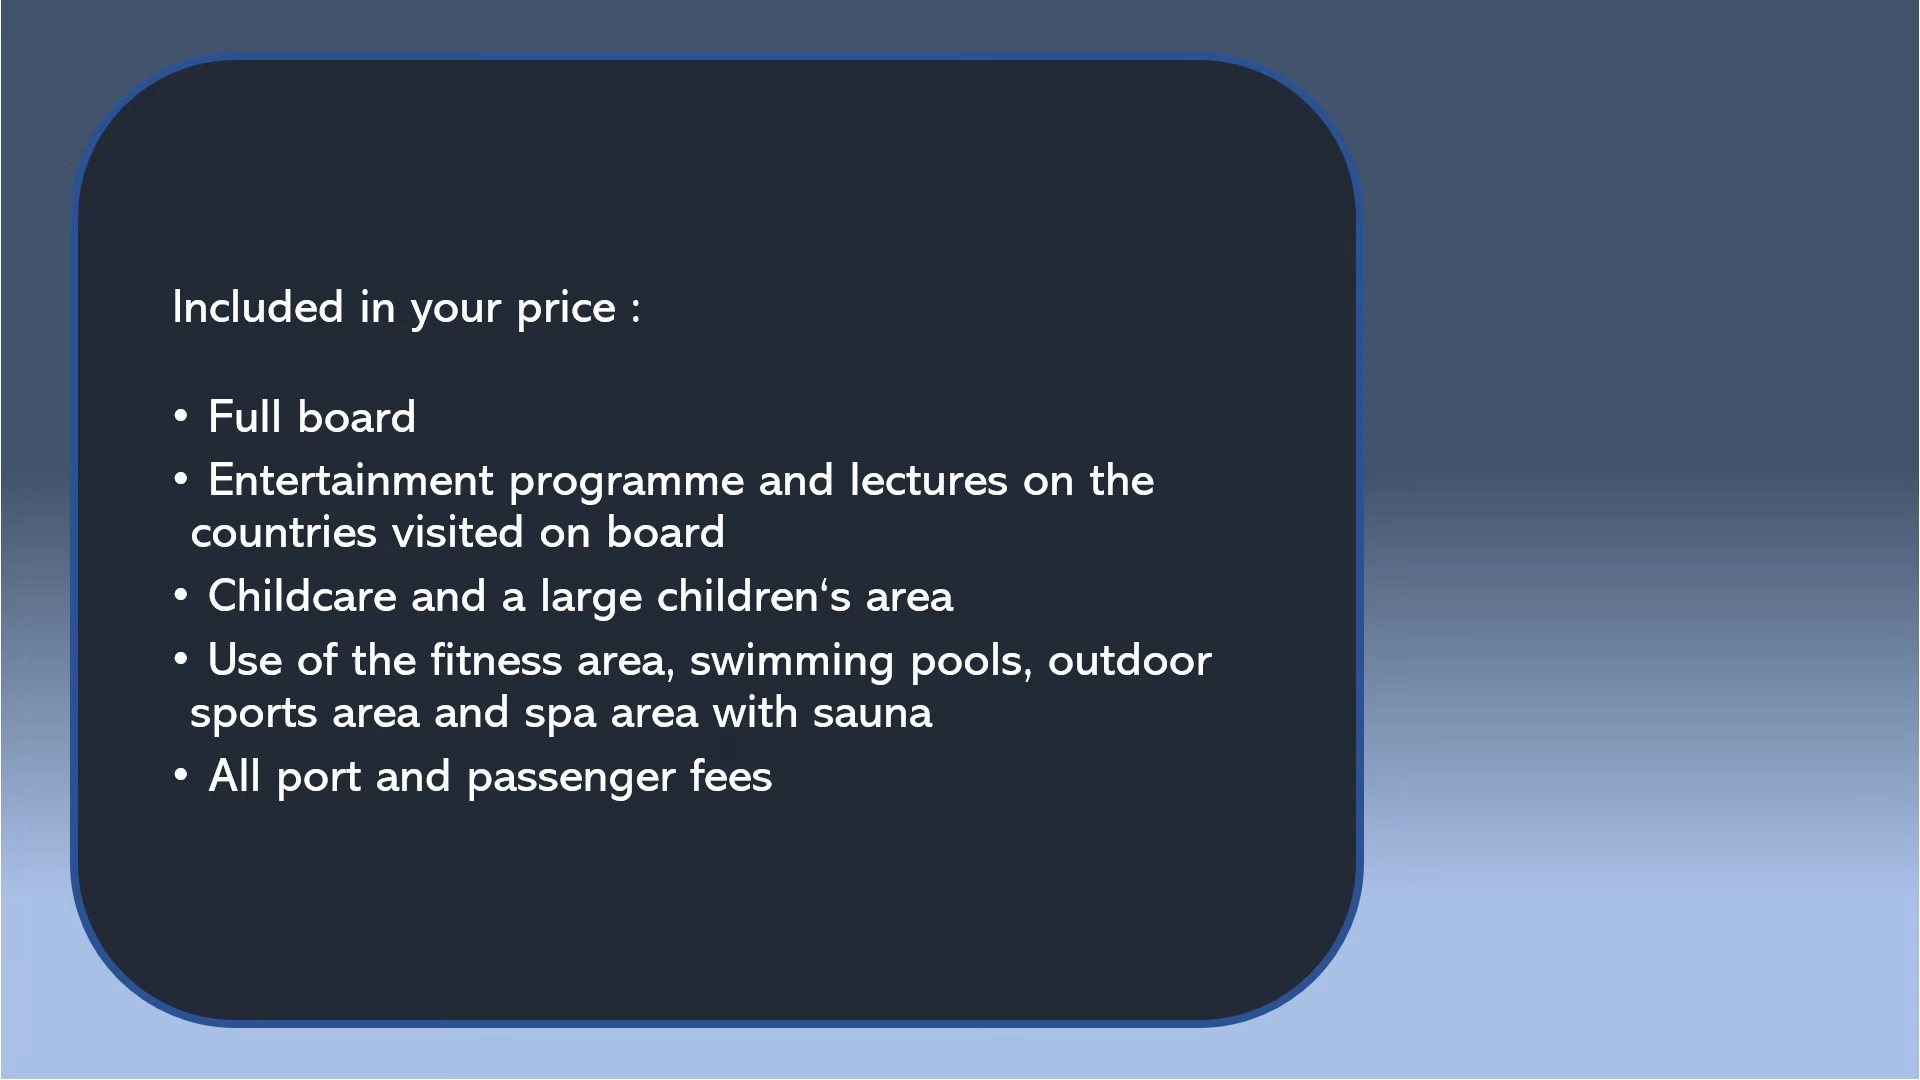 Included in your price :
• Full board
• Entertainment programme and lectures on the
countries visited on board
• Childcare and a large children‘s area
• Use of the fitness area, swimming pools, outdoor
sports area and spa area with sauna
• All port and passenger fees